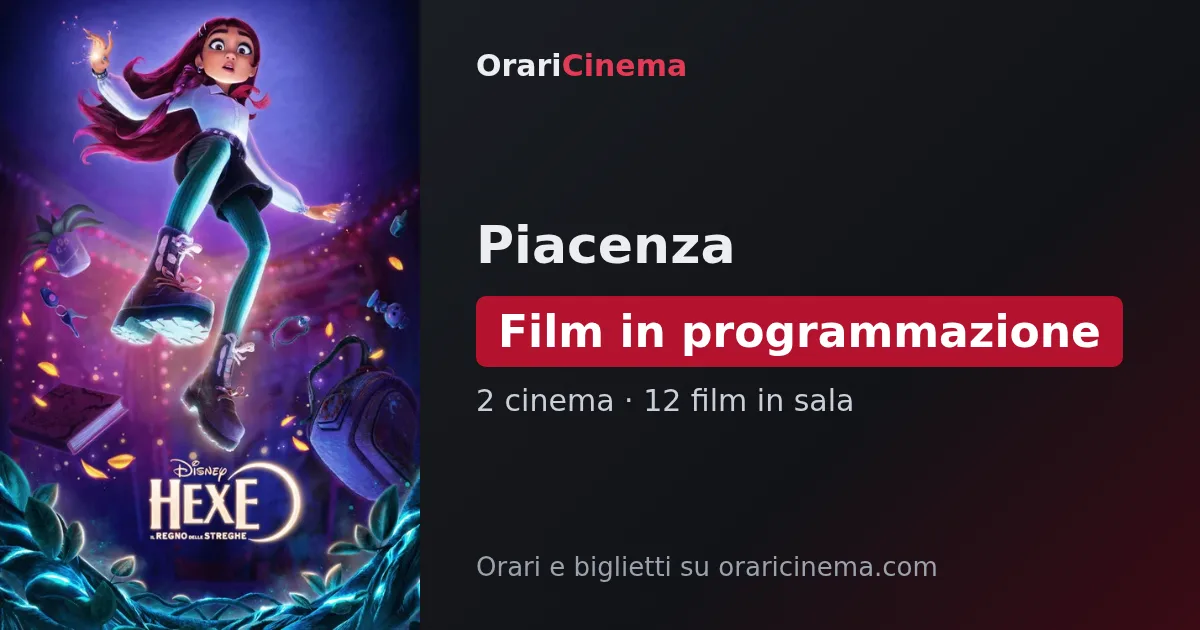 OrariCinema
Piacenza
Film in programmazione
2 cinema · 12 film in sala
Orari e biglietti su oraricinema.com
Disney
HEXE
IL REGNO DELLE STREGHE